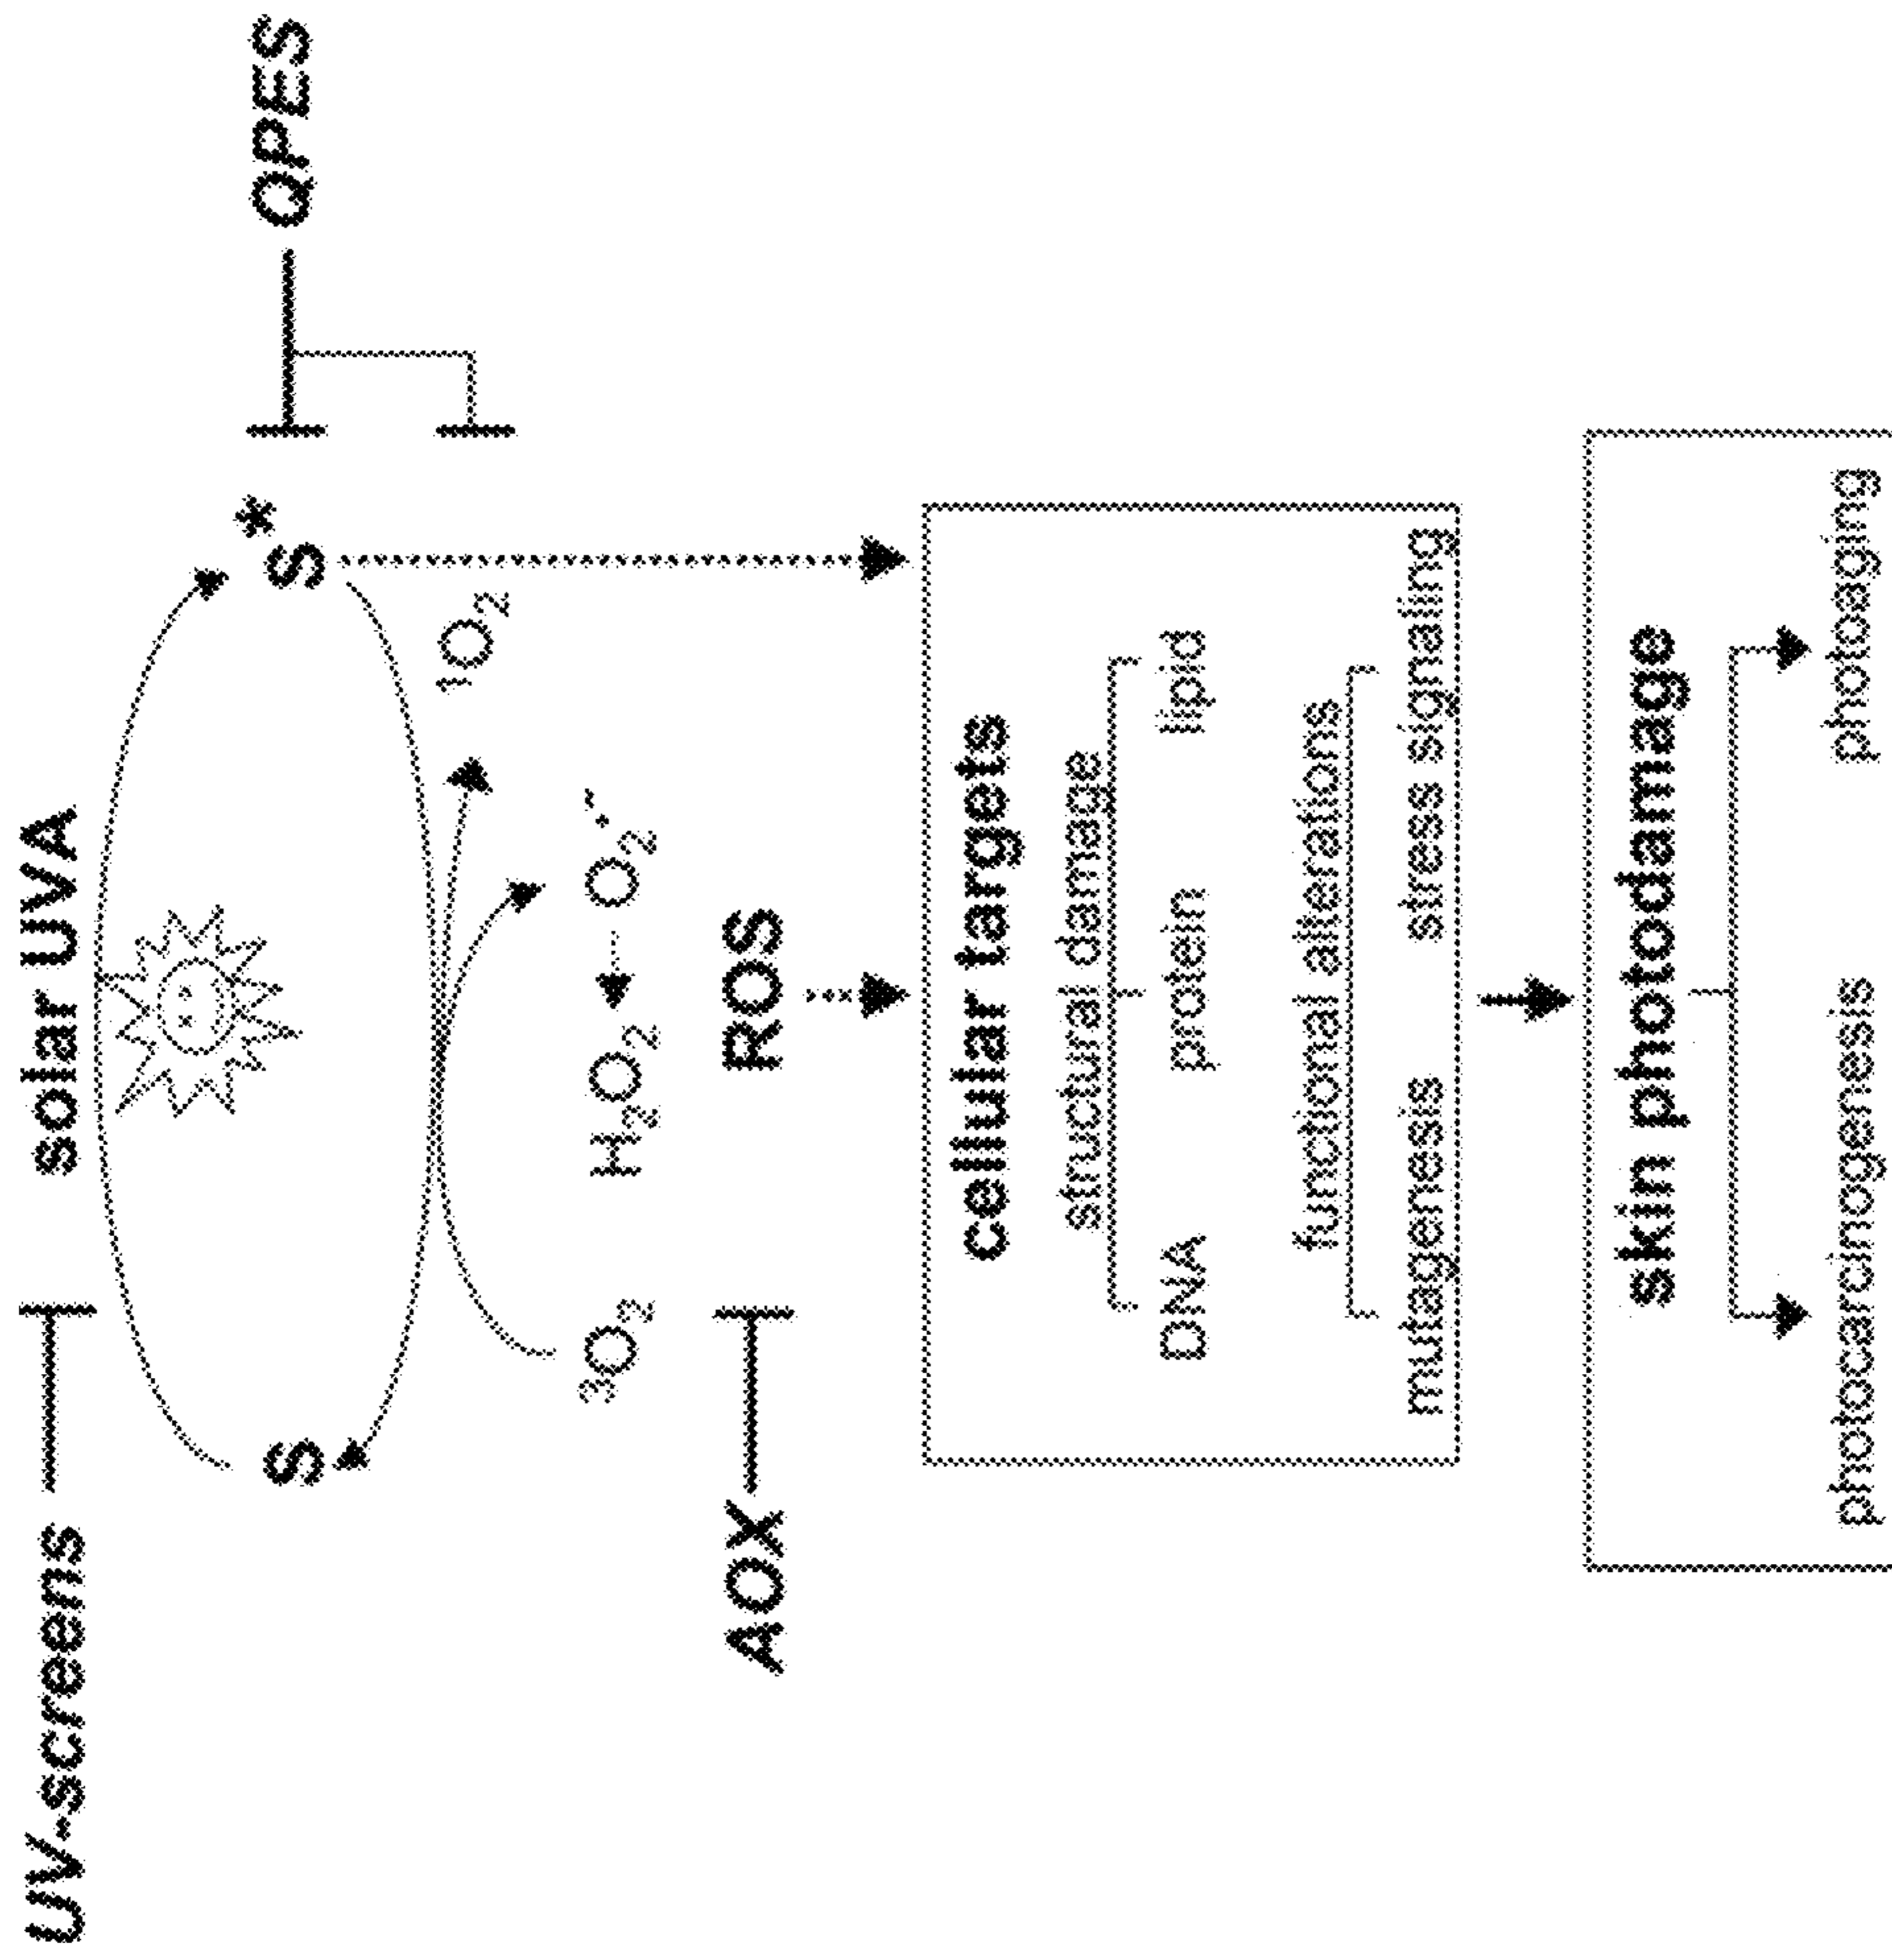 UV-screens
solar UVA
S
S*
QPES
¹O₂
³O₂
H₂O₂
O₂⁻·
AOX
ROS
cellular targets
structural damage
DNA
protein
lipid
functional alterations
mutagenesis
stress signaling
skin photodamage
photocarcinogenesis
photoaging